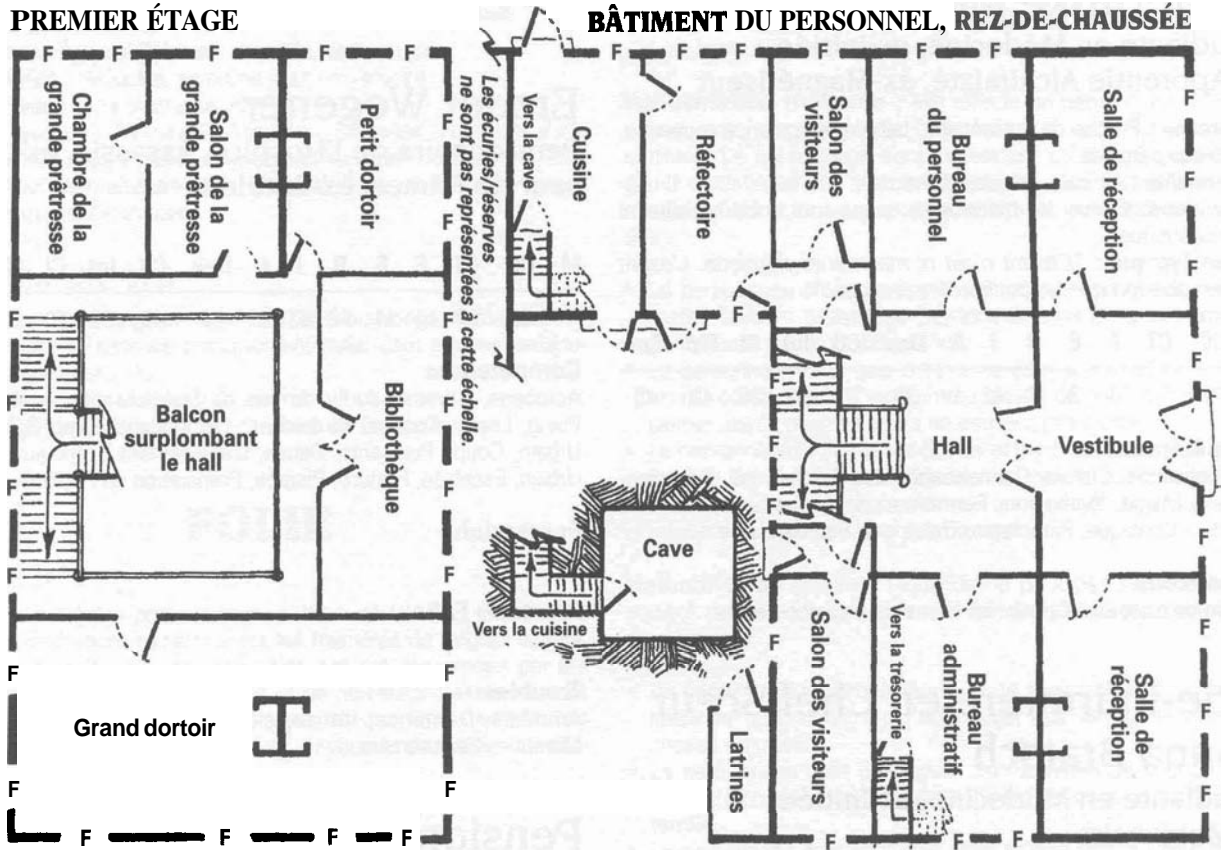 PREMIER ÉTAGE
F F F F
Chambre de la
grande prêtresse
Salon de la
grande prêtresse
Petit dortoir
F
F
F
F
F
Balcon
surplombant
le hall
Bibliothèque
Grand dortoir
F
F
F
F
F
F F F F
Les écuries/réserves
ne sont pas représentées à cette échelle.
BÂTIMENT DU PERSONNEL, REZ-DE-CHAUSSÉE
F F F F F
Vers la cave
Cuisine
Réfectoire
Salon des
visiteurs
Bureau
du personnel
Salle de réception
F
F
F
F
F
F
F
F
F
F
Hall
Vestibule
Cave
Vers la cuisine
Latrines
Salon des visiteurs
Vers la trésorerie
Bureau
administratif
Salle de
réception
F
F
F
F
F
F F F F